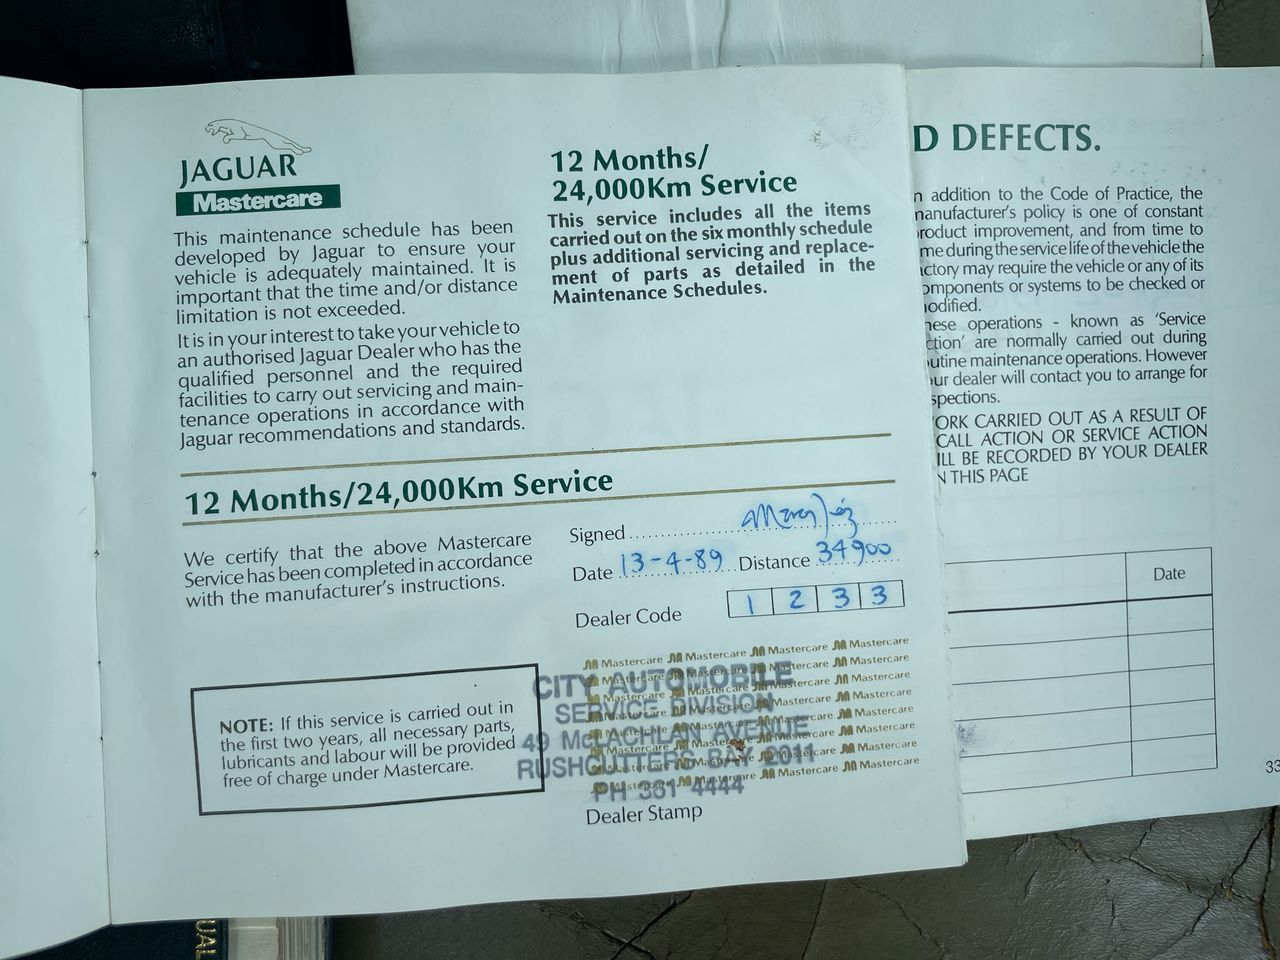 JAGUAR
Mastercare
This maintenance schedule has been
developed by Jaguar to ensure your
vehicle is adequately maintained. It is
important that the time and/or distance
limitation is not exceeded.
It is in your interest to take your vehicle to
an authorised Jaguar Dealer who has the
qualified personnel and the required
facilities to carry out servicing and main-
tenance operations in accordance with
Jaguar recommendations and standards.
12 Months/
24,000Km Service
This service includes all the items
carried out on the six monthly schedule
plus additional servicing and replace-
ment of parts as detailed in the
Maintenance Schedules.
12 Months/24,000Km Service
We certify that the above Mastercare
Service has been completed in accordance
with the manufacturer's instructions.
Signed
Date 13-4-89 Distance 34900
Dealer Code 1 2 3 3
NOTE: If this service is carried out in
the first two years, all necessary parts,
lubricants and labour will be provided
free of charge under Mastercare.
Mastercare Mastercare Mastercare Mastercare
CITY AUTOMOBILE
SERVICE DIVISION
49 McLACHLAN AVENUE
RUSHCUTTERS BAY 2011
PH 4444
Dealer Stamp
D DEFECTS.
n addition to the Code of Practice, the
manufacturer's policy is one of constant
roduct improvement, and from time to
me during the service life of the vehicle the
actory may require the vehicle or any of its
omponents or systems to be checked or
odified.
hese operations - known as 'Service
ction' are normally carried out during
outine maintenance operations. However
ur dealer will contact you to arrange for
spections.
ORK CARRIED OUT AS A RESULT OF
CALL ACTION OR SERVICE ACTION
ILL BE RECORDED BY YOUR DEALER
N THIS PAGE
Date
33
UAL